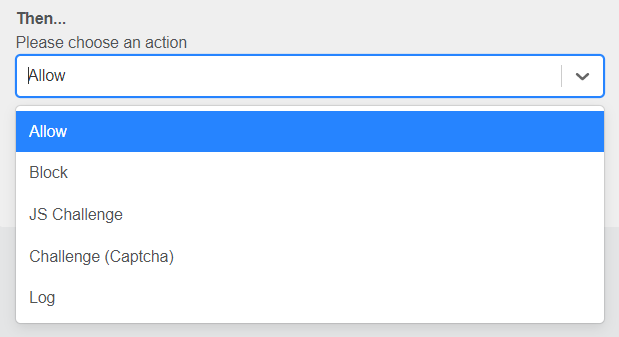 Then...
Please choose an action
Allow
Allow
Block
JS Challenge
Challenge (Captcha)
Log